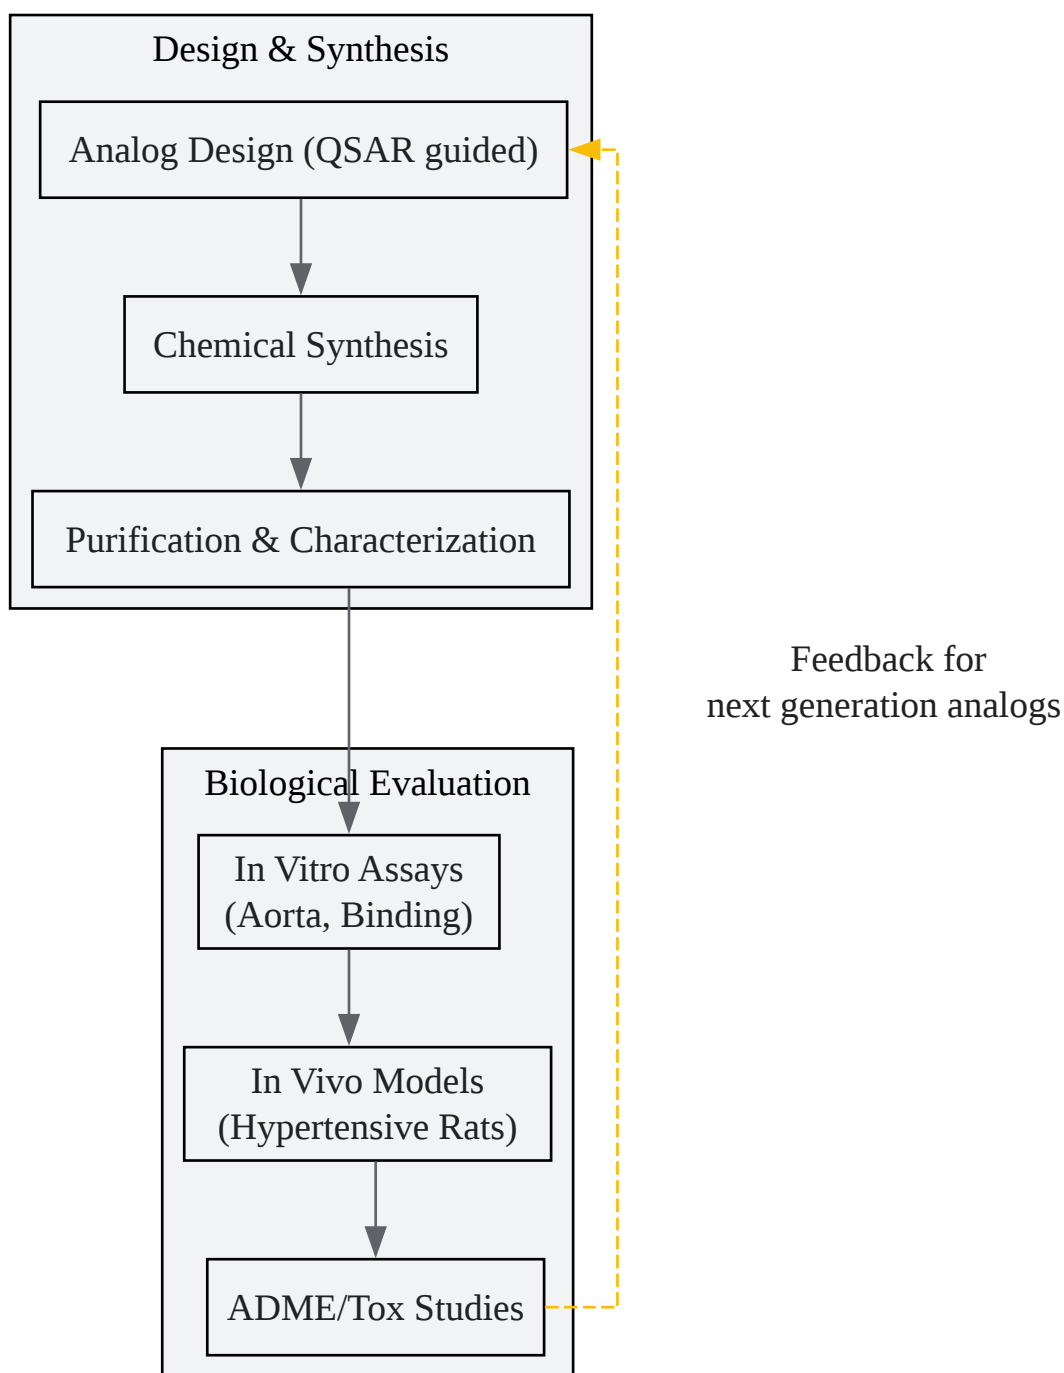 Design & Synthesis
Analog Design (QSAR guided)
Chemical Synthesis
Purification & Characterization
Feedback for
next generation analogs
Biological Evaluation
In Vitro Assays
(Aorta, Binding)
In Vivo Models
(Hypertensive Rats)
ADME/Tox Studies